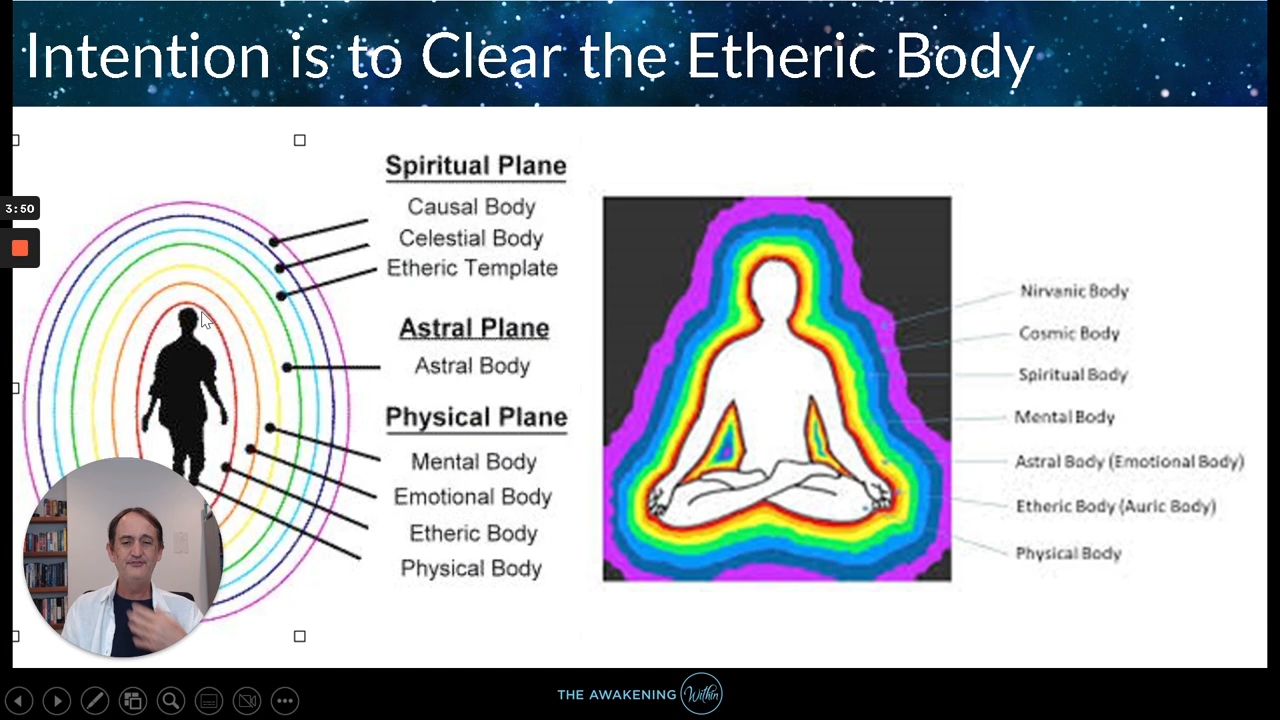 Intention is to Clear the Etheric Body
3:50
Spiritual Plane
Causal Body
Celestial Body
Etheric Template
Astral Plane
Astral Body
Physical Plane
Mental Body
Emotional Body
Etheric Body
Physical Body
Nirvanic Body
Cosmic Body
Spiritual Body
Mental Body
Astral Body (Emotional Body)
Etheric Body (Auric Body)
Physical Body
THE AWAKENING Within